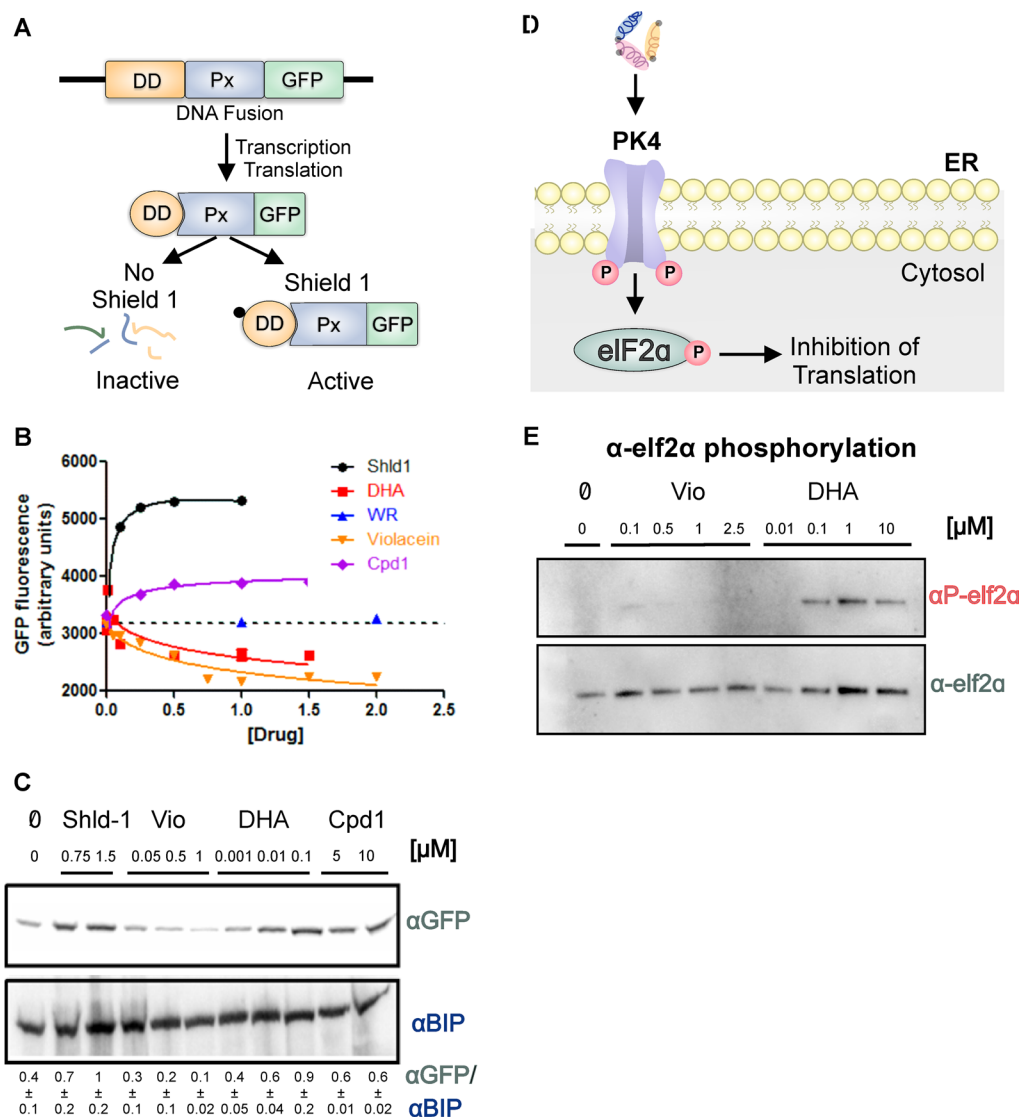 A
DD Px GFP
DNA Fusion
Transcription
Translation
DD Px GFP
No
Shield 1
Shield 1
DD Px GFP
Inactive
Active
B
GFP fluorescence
(arbitrary units)
6000
5000
4000
3000
2000
0.0 0.5 1.0 1.5 2.0 2.5
[Drug]
Shld1
DHA
WR
Violacein
Cpd1
C
0 Shld-1 Vio DHA Cpd1
0 0.75 1.5 0.05 0.5 1 0.001 0.01 0.1 5 10 [µM]
αGFP
αBIP
0.4 0.7 1 0.3 0.2 0.1 0.4 0.6 0.9 0.6 0.6 αGFP/
± ± ± ± ± ± ± ± ± ± ±
0.1 0.2 0.2 0.1 0.1 0.02 0.05 0.04 0.2 0.01 0.02 αBIP
D
PK4
ER
P P
Cytosol
eIF2α P
Inhibition of
Translation
E
α-eIf2α phosphorylation
0 Vio DHA
0 0.1 0.5 1 2.5 0.01 0.1 1 10 [µM]
αP-eIf2α
α-eIf2α